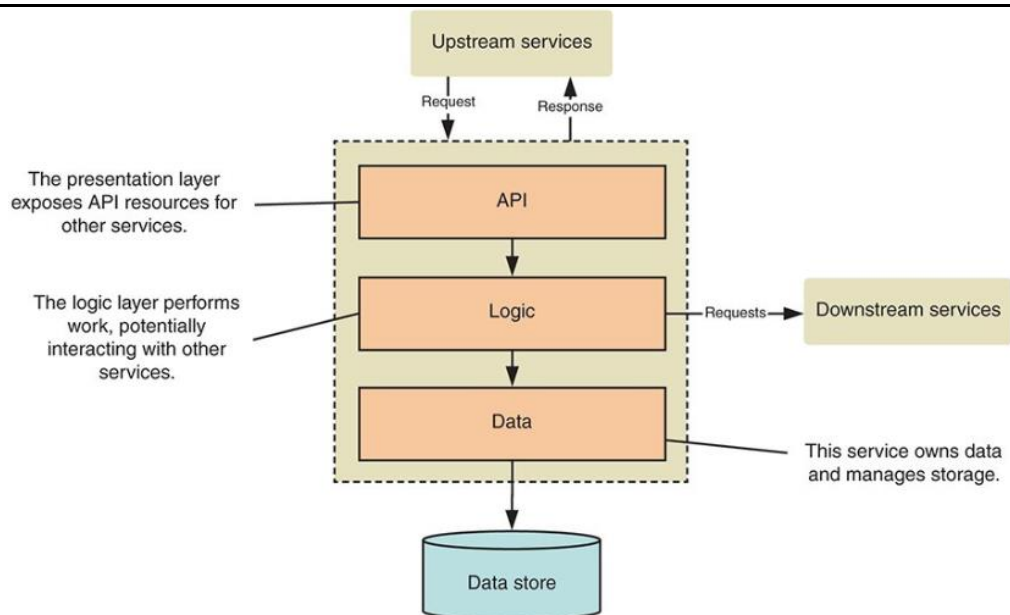 Upstream services
Request
Response
The presentation layer
exposes API resources for
other services.
API
The logic layer performs
work, potentially
interacting with other
services.
Logic
Requests
Downstream services
Data
This service owns data
and manages storage.
Data store